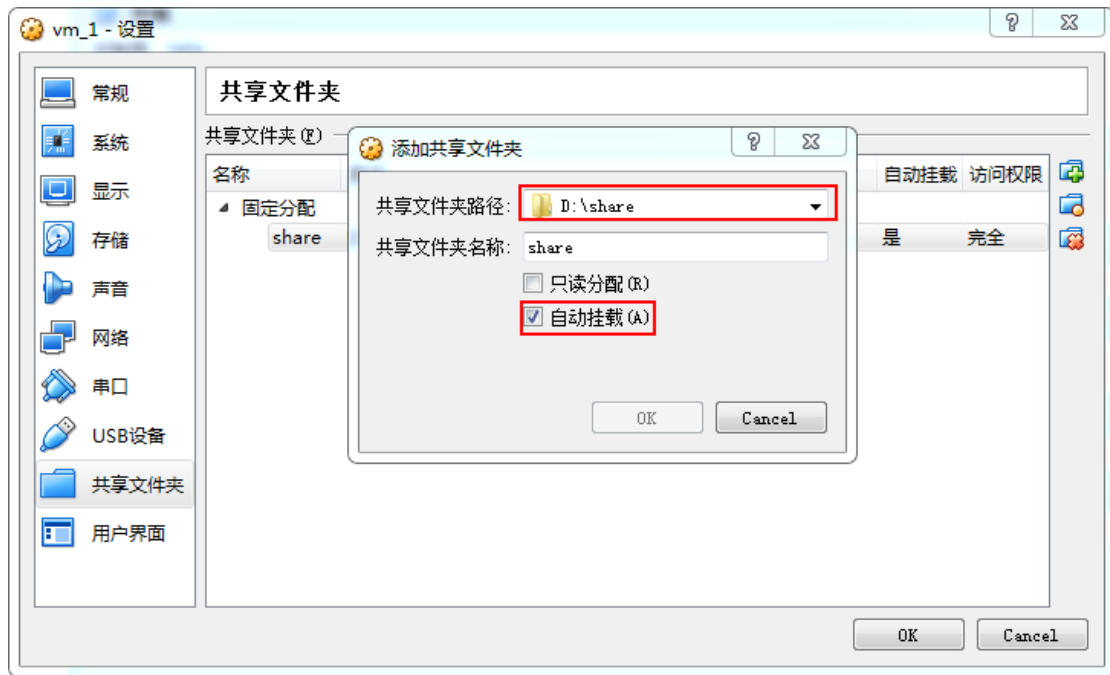 vm_1 - 设置
常规
系统
显示
存储
声音
网络
串口
USB设备
共享文件夹
用户界面
共享文件夹
共享文件夹(F)
名称
自动挂载 访问权限
固定分配
share 是 完全
添加共享文件夹
共享文件夹路径: D:\share
共享文件夹名称: share
只读分配(R)
自动挂载(A)
OK Cancel
OK Cancel